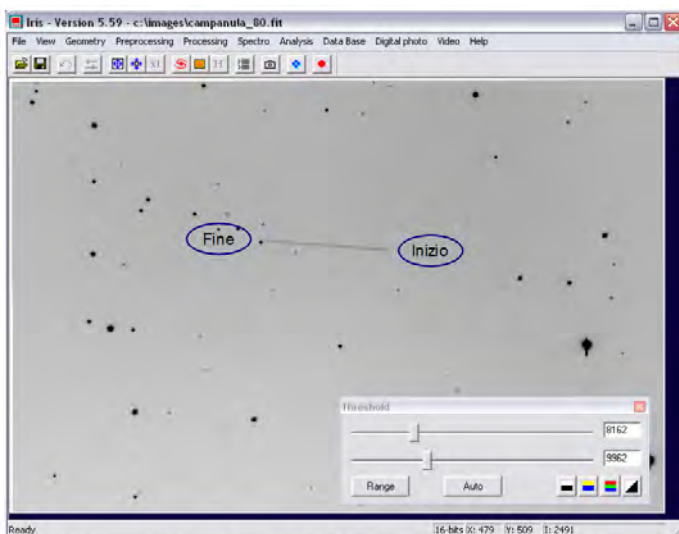 Iris - Version 5.59 - c:\images\campanula_80.fit
File View Geometry Preprocessing Processing Spectro Analysis Data Base Digital photo Video Help
Fine
Inizio
Threshold
8162
9962
Range Auto
Ready 16-bits X: 479 Y: 509 I: 2491